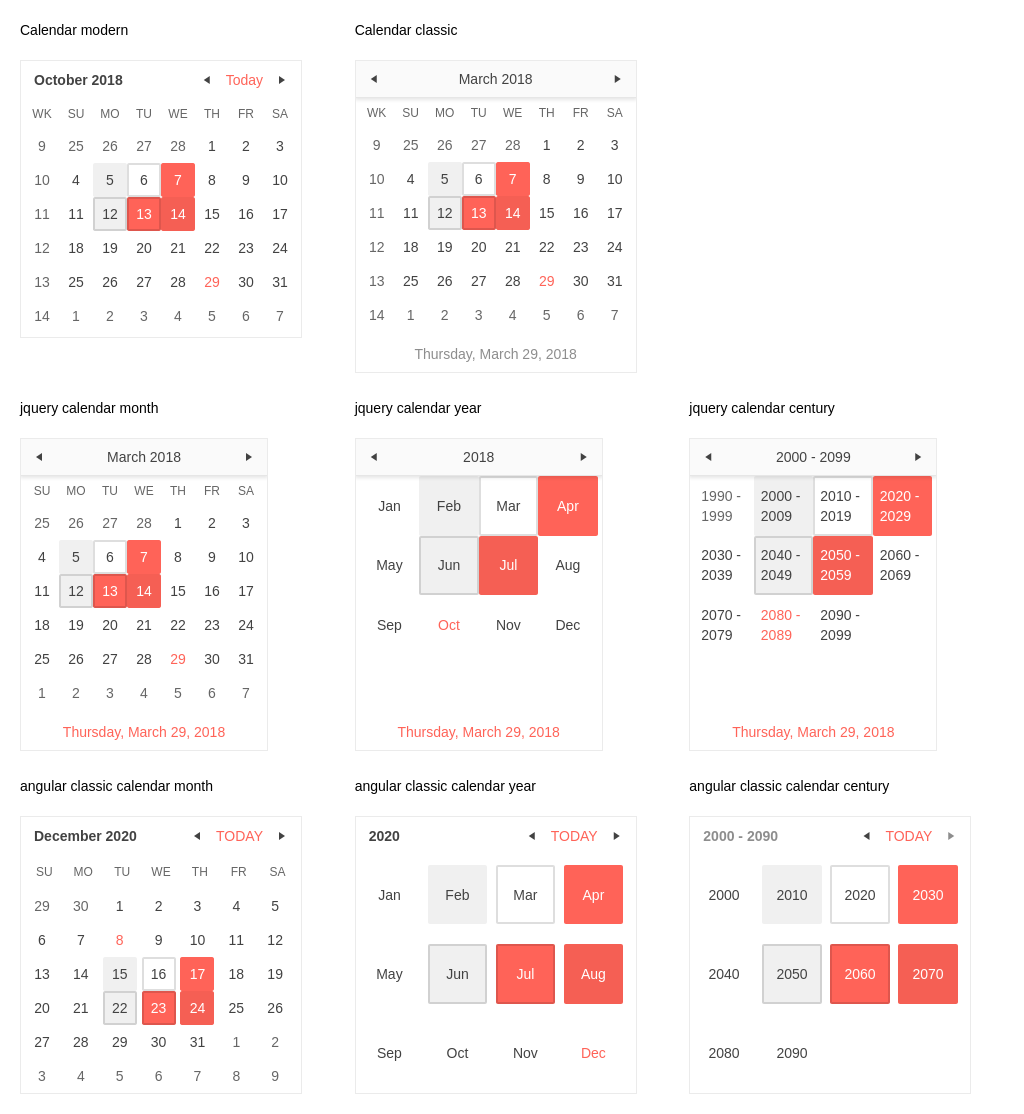 Calendar modern
October 2018 ◄ Today ►
WK SU MO TU WE TH FR SA
9 25 26 27 28 1 2 3
10 4 5 6 7 8 9 10
11 11 12 13 14 15 16 17
12 18 19 20 21 22 23 24
13 25 26 27 28 29 30 31
14 1 2 3 4 5 6 7
Calendar classic
◄ March 2018 ►
WK SU MO TU WE TH FR SA
9 25 26 27 28 1 2 3
10 4 5 6 7 8 9 10
11 11 12 13 14 15 16 17
12 18 19 20 21 22 23 24
13 25 26 27 28 29 30 31
14 1 2 3 4 5 6 7
Thursday, March 29, 2018
jquery calendar month
◄ March 2018 ►
SU MO TU WE TH FR SA
25 26 27 28 1 2 3
4 5 6 7 8 9 10
11 12 13 14 15 16 17
18 19 20 21 22 23 24
25 26 27 28 29 30 31
1 2 3 4 5 6 7
Thursday, March 29, 2018
jquery calendar year
◄ 2018 ►
Jan Feb Mar Apr
May Jun Jul Aug
Sep Oct Nov Dec
Thursday, March 29, 2018
jquery calendar century
◄ 2000 - 2099 ►
1990 - 2000 - 2010 - 2020 -
1999 2009 2019 2029
2030 - 2040 - 2050 - 2060 -
2039 2049 2059 2069
2070 - 2080 - 2090 -
2079 2089 2099
Thursday, March 29, 2018
angular classic calendar month
December 2020 ◄ TODAY ►
SU MO TU WE TH FR SA
29 30 1 2 3 4 5
6 7 8 9 10 11 12
13 14 15 16 17 18 19
20 21 22 23 24 25 26
27 28 29 30 31 1 2
3 4 5 6 7 8 9
angular classic calendar year
2020 ◄ TODAY ►
Jan Feb Mar Apr
May Jun Jul Aug
Sep Oct Nov Dec
angular classic calendar century
2000 - 2090 ◄ TODAY ►
2000 2010 2020 2030
2040 2050 2060 2070
2080 2090